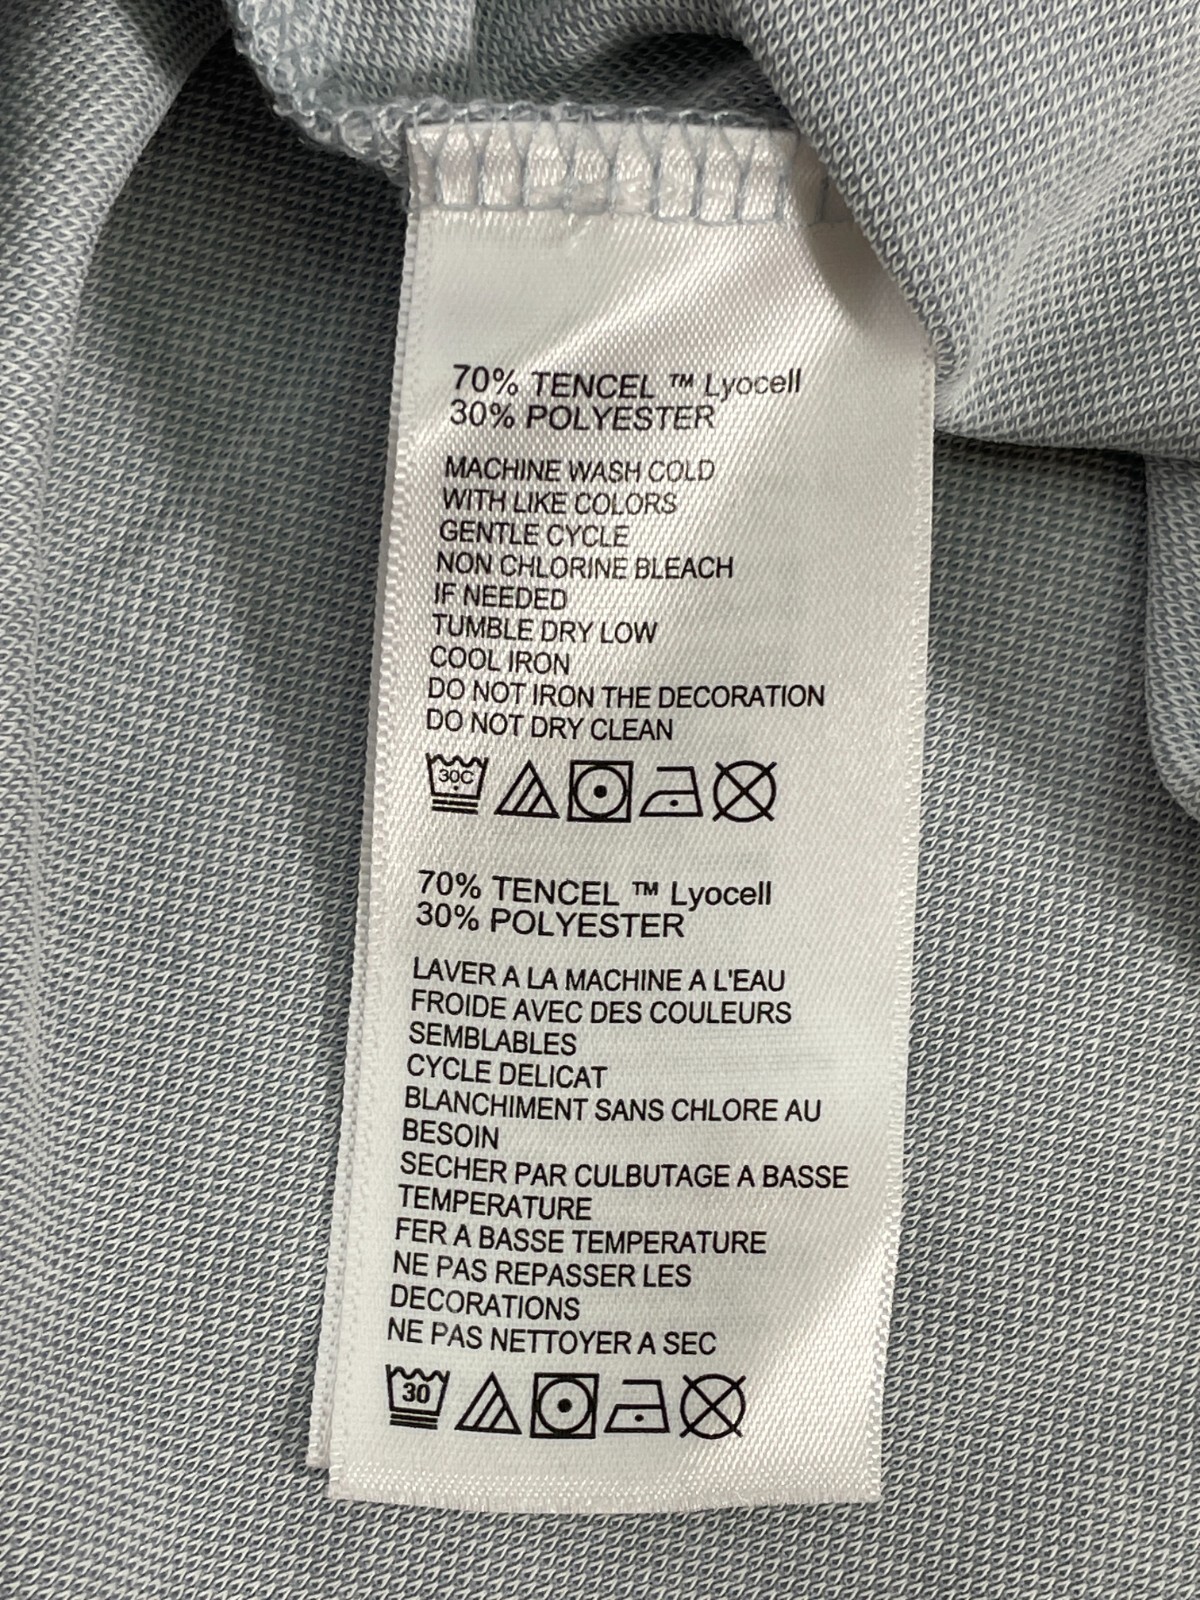 70% TENCEL ™ Lyocell
30% POLYESTER
MACHINE WASH COLD
WITH LIKE COLORS
GENTLE CYCLE
NON CHLORINE BLEACH
IF NEEDED
TUMBLE DRY LOW
COOL IRON
DO NOT IRON THE DECORATION
DO NOT DRY CLEAN
30C
70% TENCEL ™ Lyocell
30% POLYESTER
LAVER A LA MACHINE A L'EAU
FROIDE AVEC DES COULEURS
SEMBLABLES
CYCLE DELICAT
BLANCHIMENT SANS CHLORE AU
BESOIN
SECHER PAR CULBUTAGE A BASSE
TEMPERATURE
FER A BASSE TEMPERATURE
NE PAS REPASSER LES
DECORATIONS
NE PAS NETTOYER A SEC
30